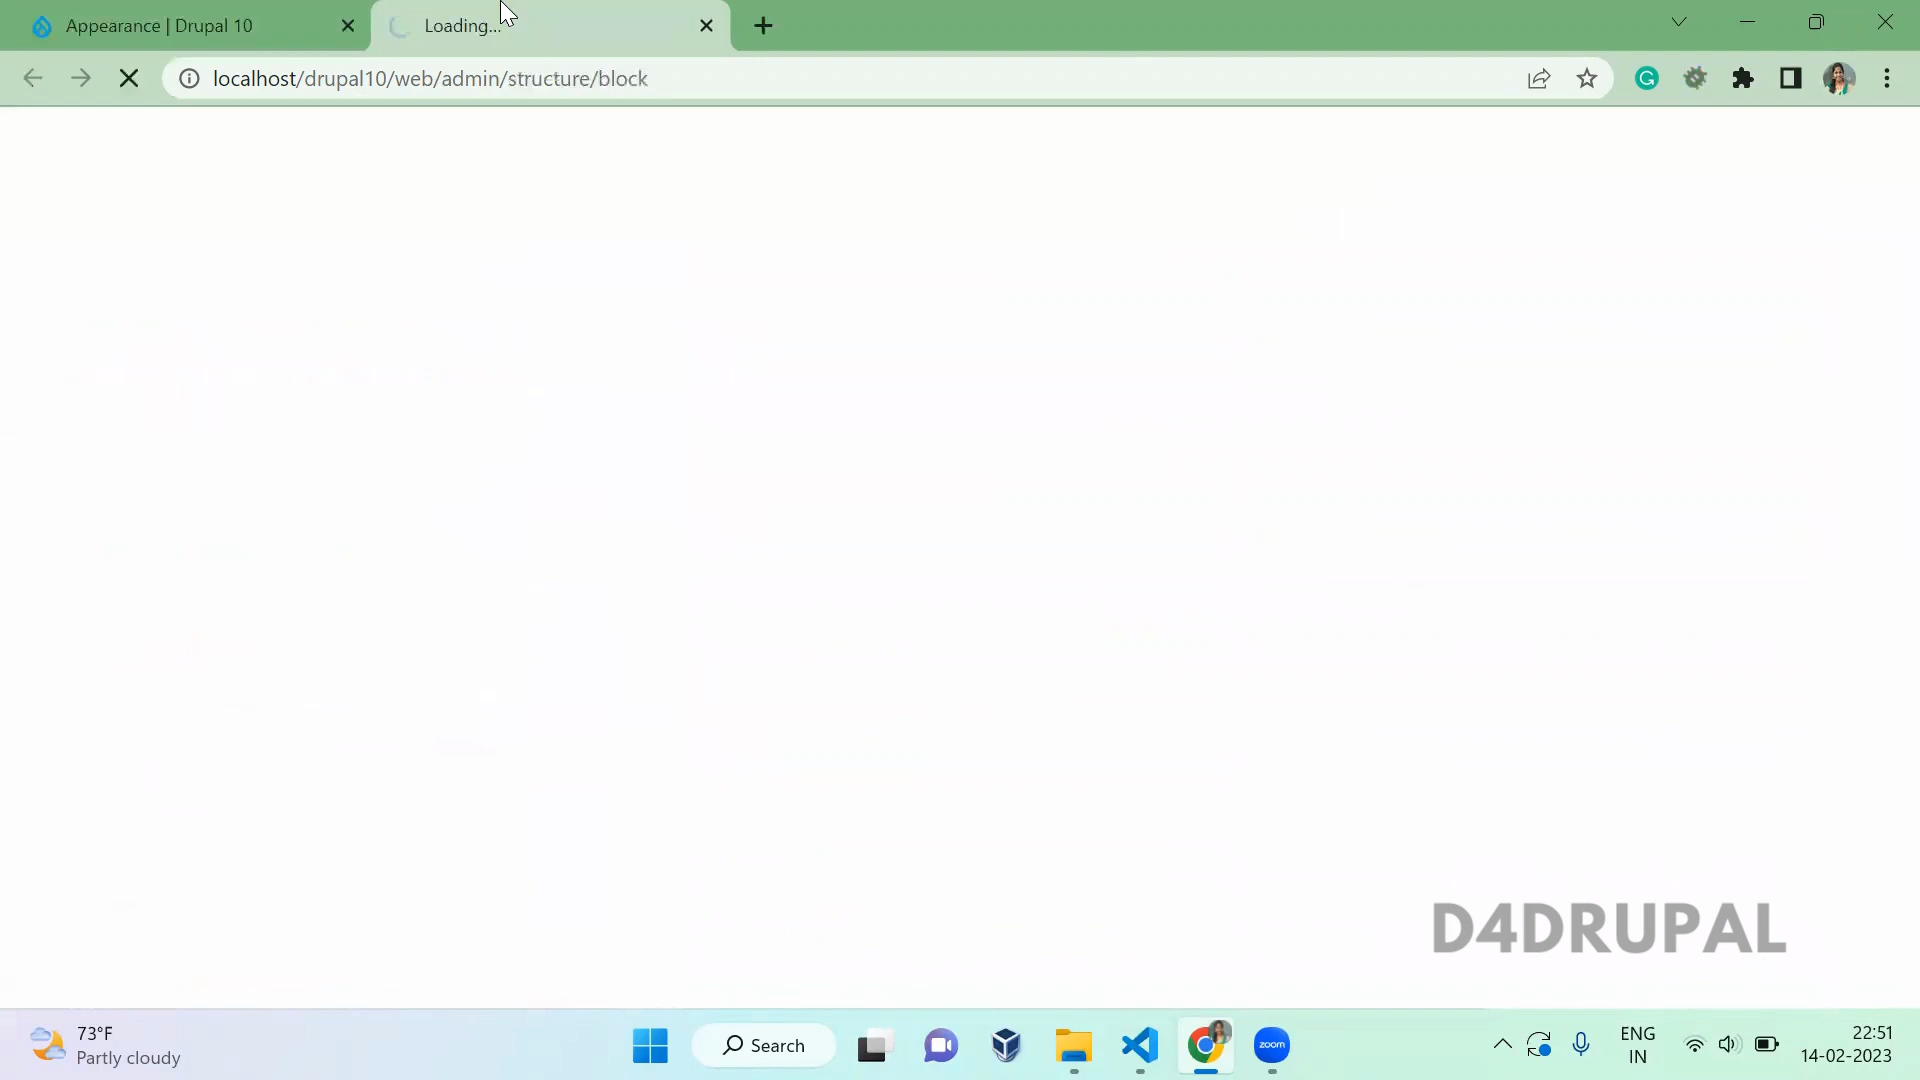 Appearance | Drupal 10
Loading...
localhost/drupal10/web/admin/structure/block
D4DRUPAL
73°F
Partly cloudy
Search
zoom
ENG
IN
22:51
14-02-2023